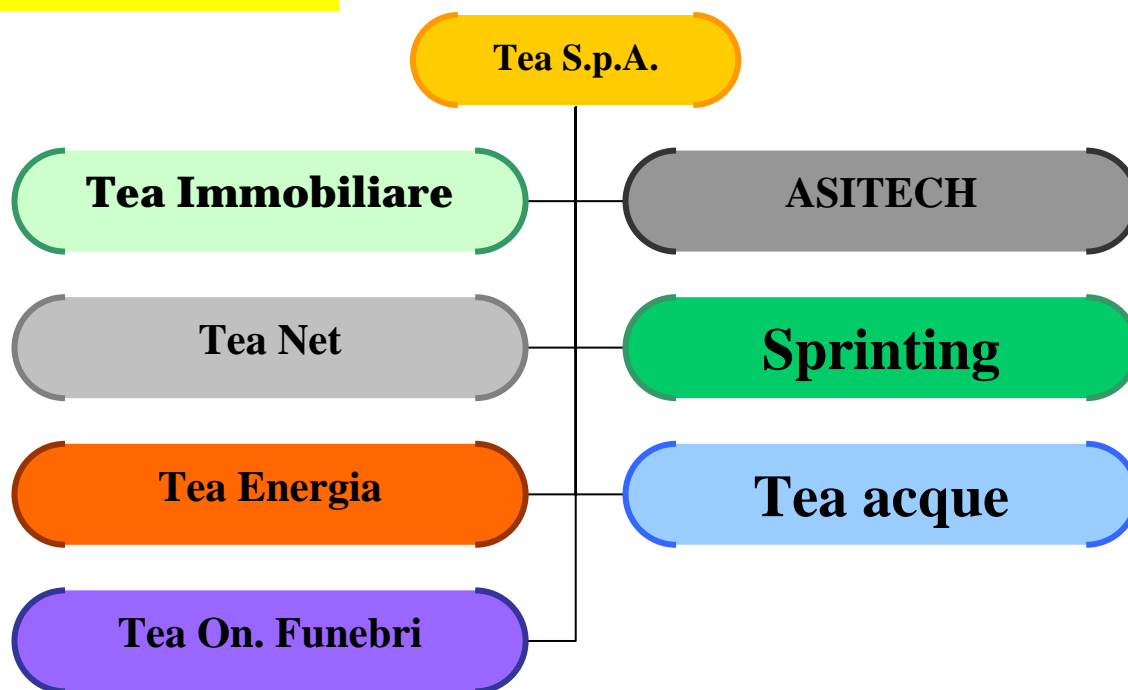 Tea S.p.A.
Tea Immobiliare
ASITECH
Tea Net
Sprinting
Tea Energia
Tea acque
Tea On. Funebri